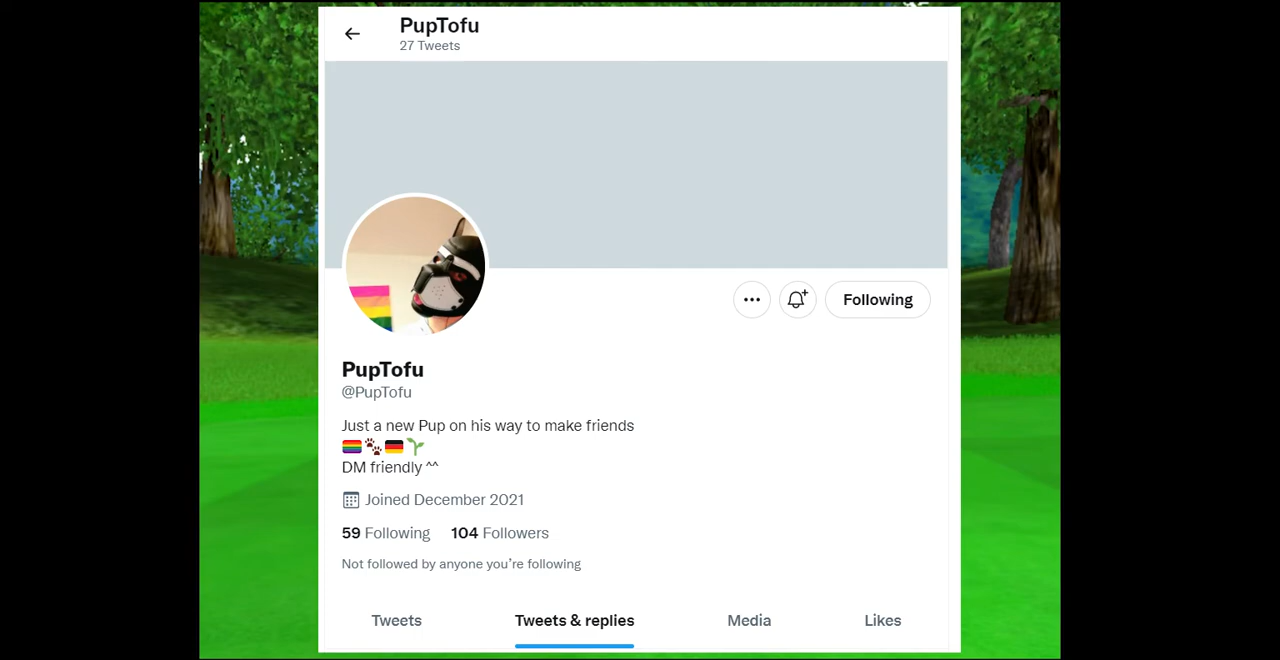 PupTofu
27 Tweets
Following
PupTofu
@PupTofu
Just a new Pup on his way to make friends
🏳️‍🌈🐾🇩🇪🌱
DM friendly ^^
Joined December 2021
59 Following 104 Followers
Not followed by anyone you’re following
Tweets Tweets & replies Media Likes